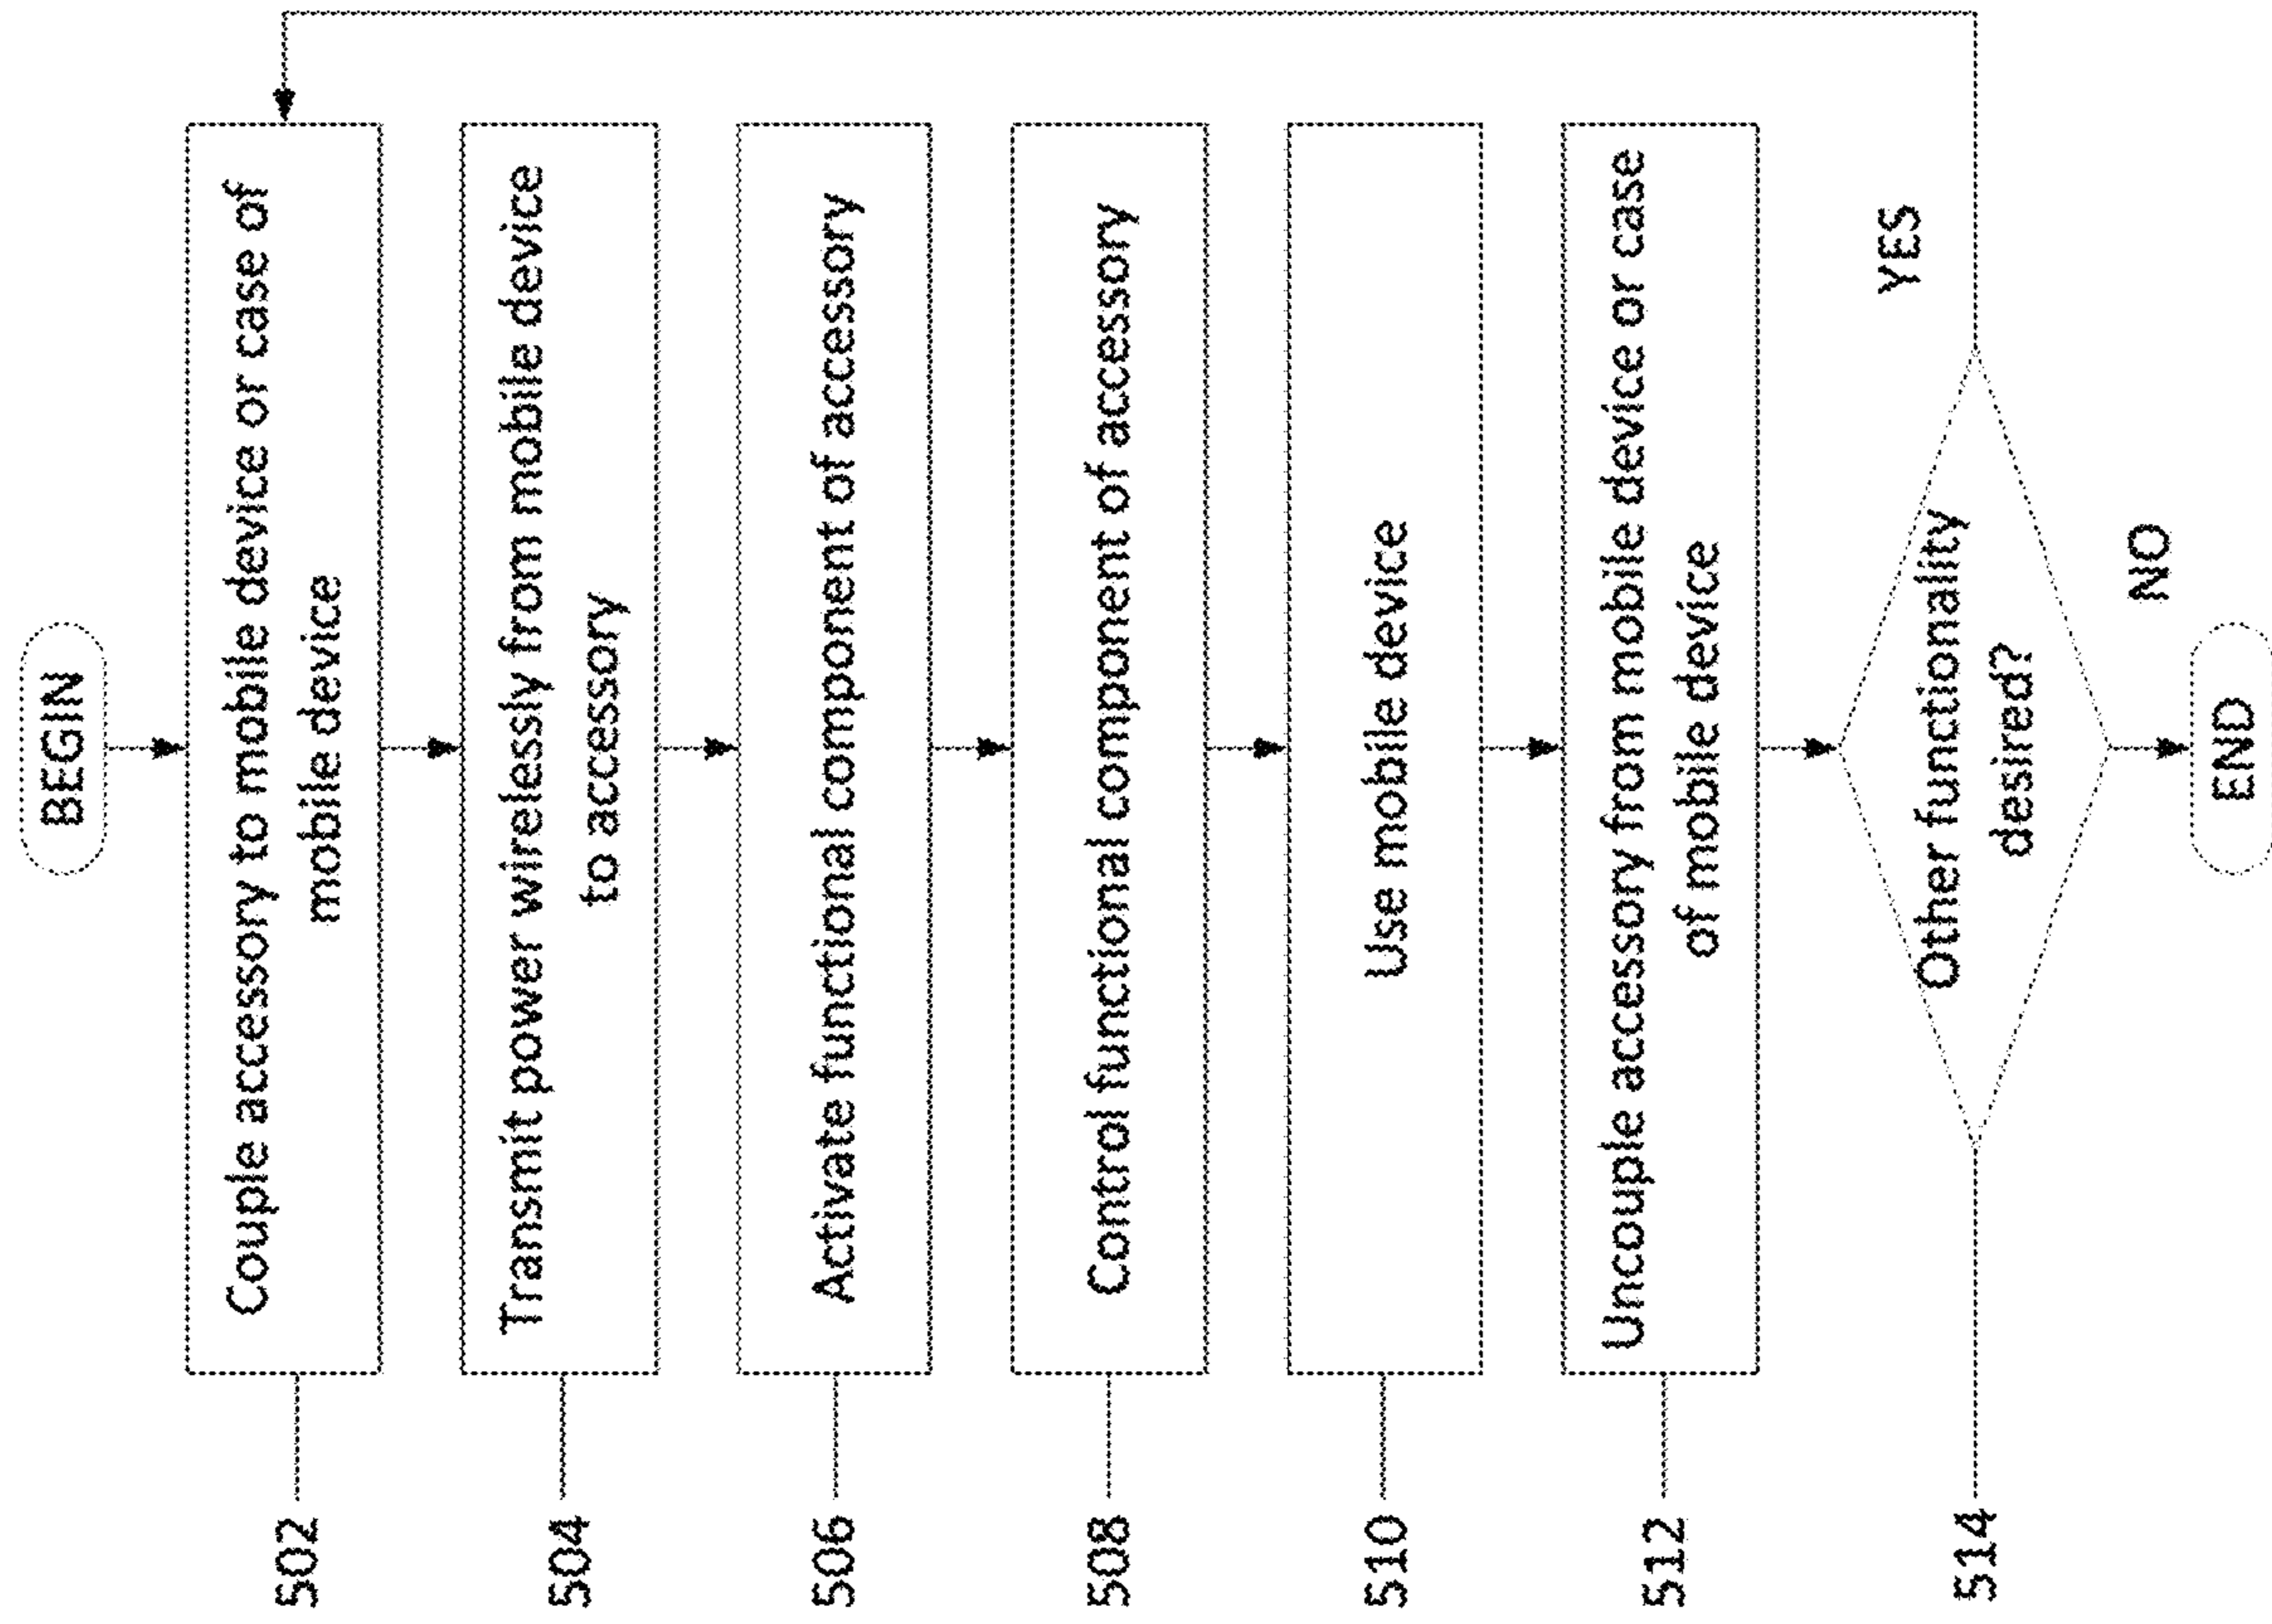 BEGIN
502
Couple accessory to mobile device or case of
mobile device
504
Transmit power wirelessly from mobile device
to accessory
506
Activate functional component of accessory
508
Control functional component of accessory
510
Use mobile device
512
Uncouple accessory from mobile device or case
of mobile device
514
Other functionality
desired?
YES
NO
END